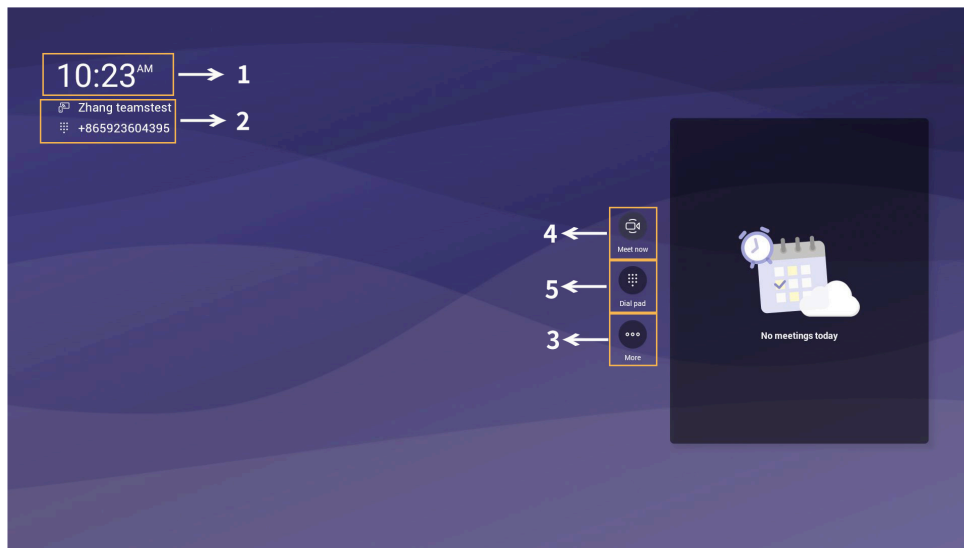 10:23AM
1
Zhang teamstest
+865923604395
2
4
Meet now
5
Dial pad
3
More
No meetings today